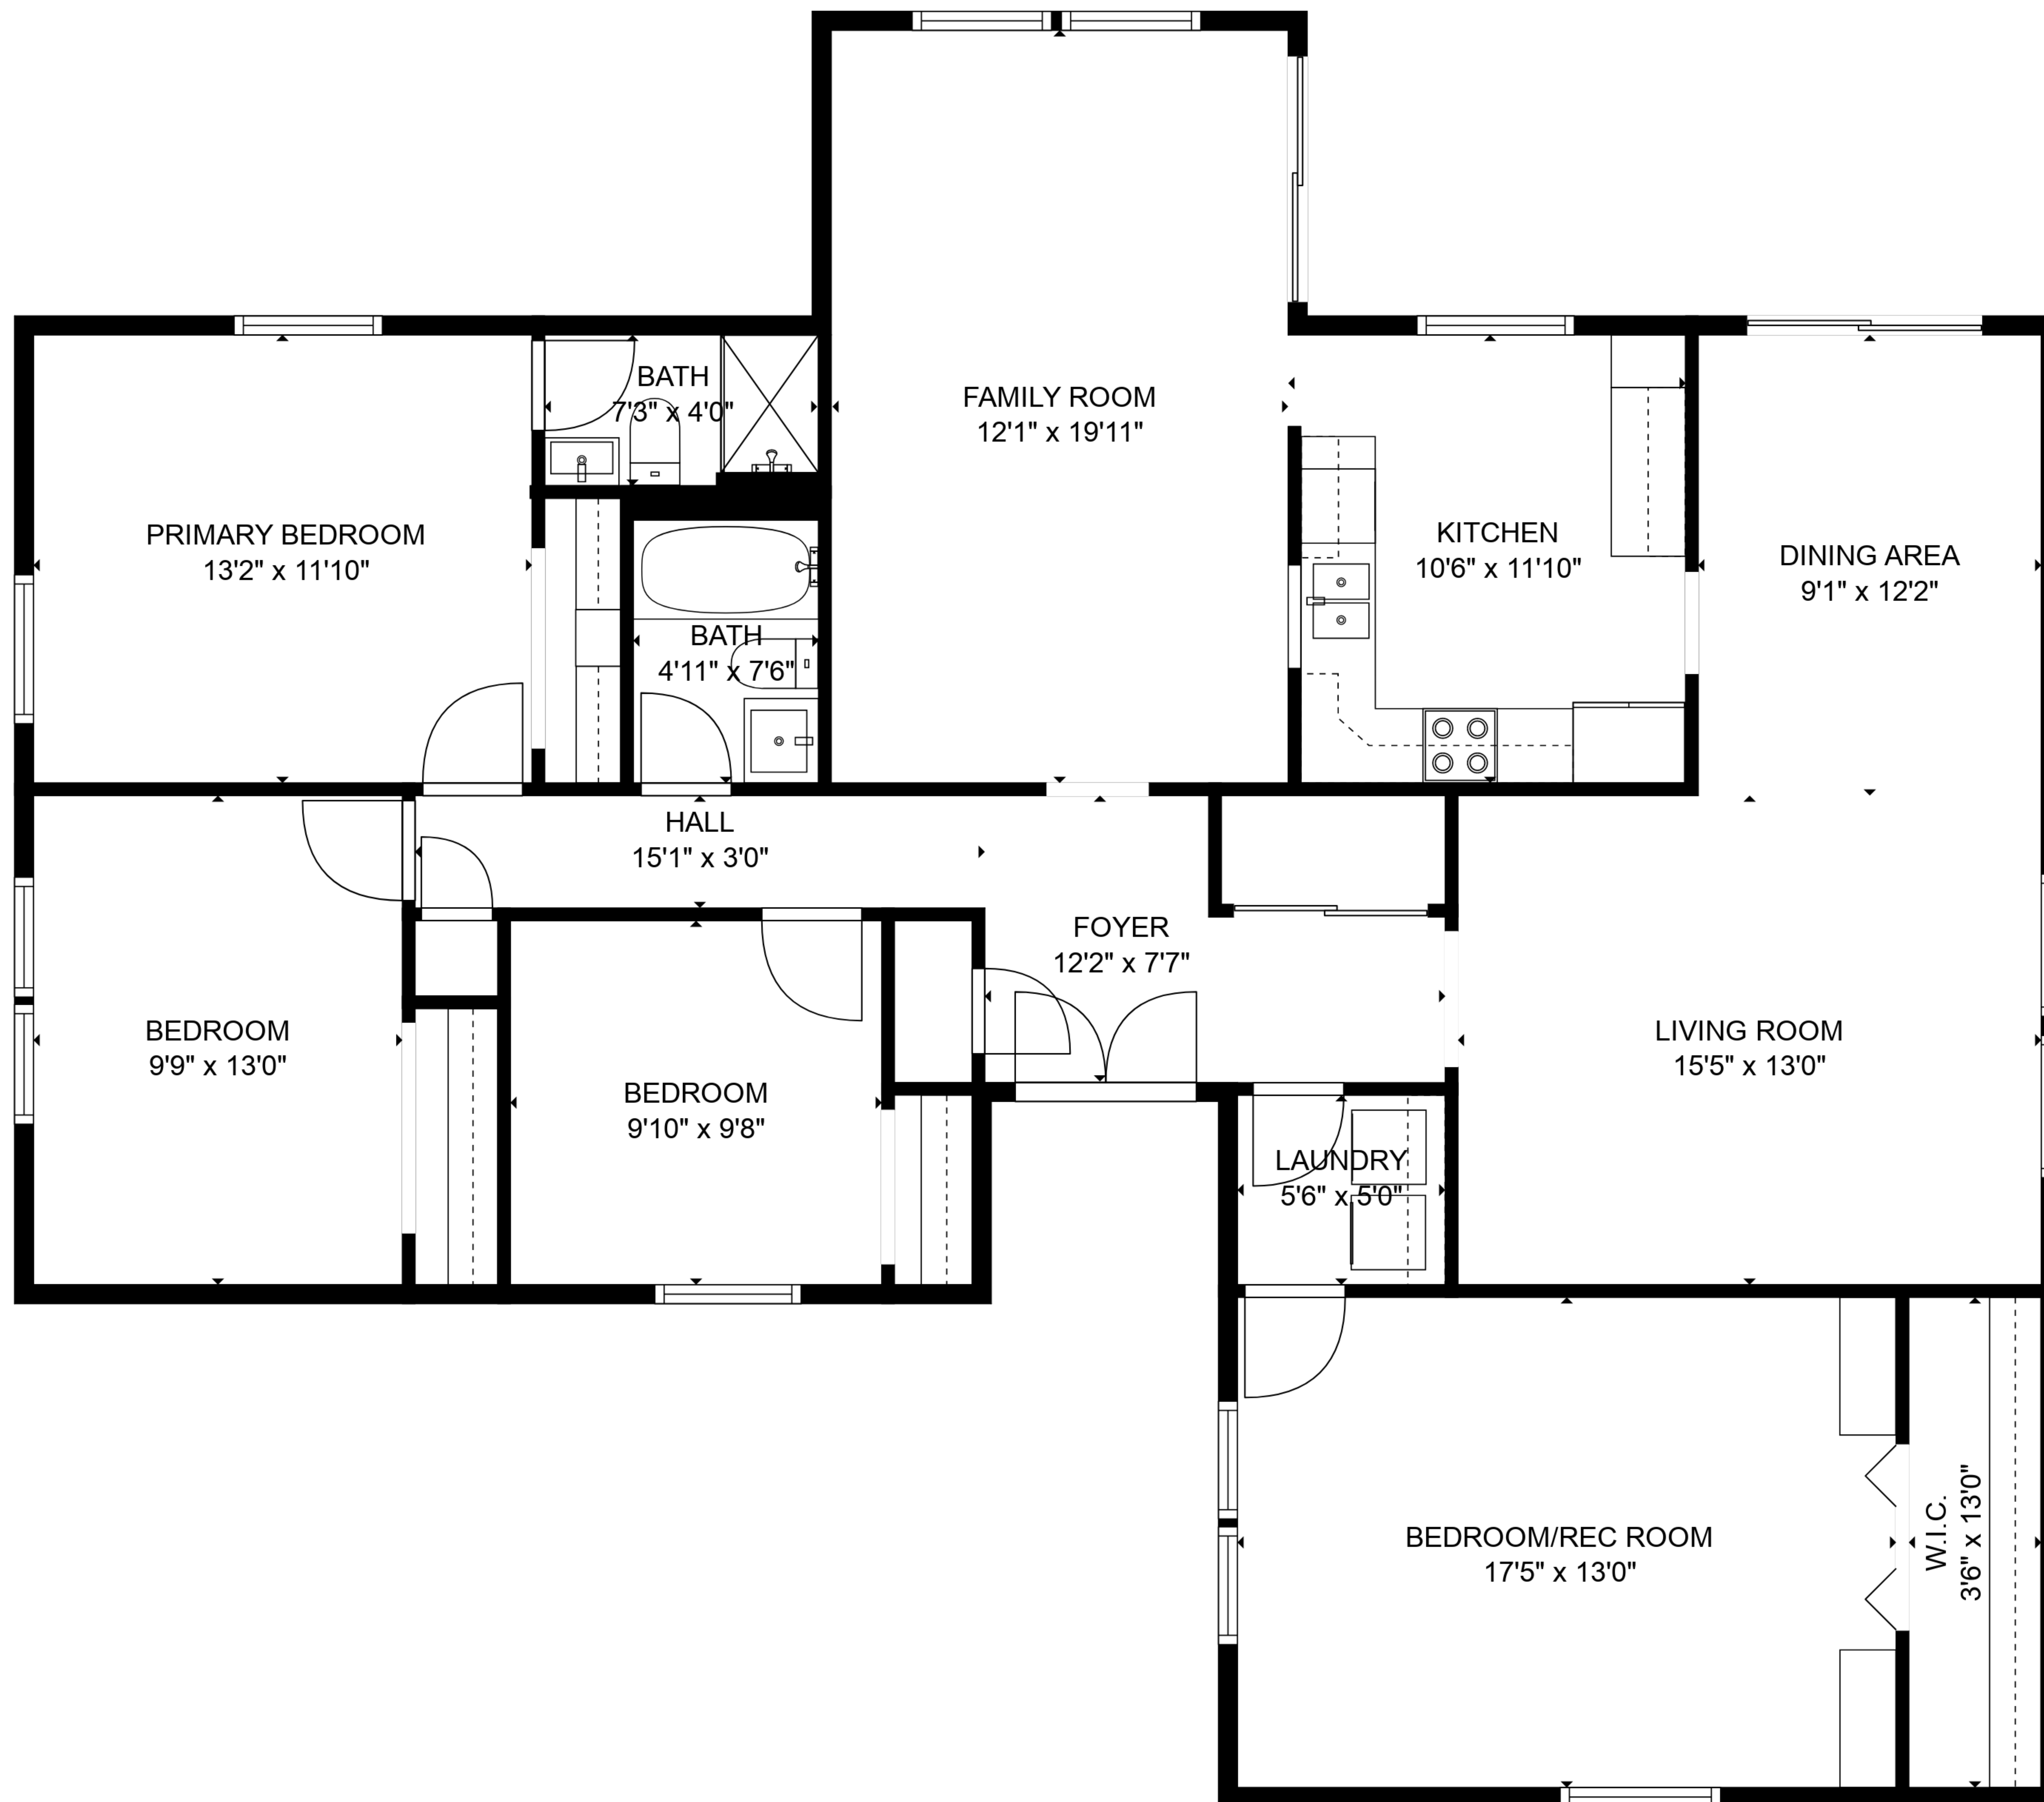 BATH
7'3" x 4'0"
FAMILY ROOM
12'1" x 19'11"
PRIMARY BEDROOM
13'2" x 11'10"
KITCHEN
10'6" x 11'10"
DINING AREA
9'1" x 12'2"
BATH
4'11" x 7'6"
HALL
15'1" x 3'0"
FOYER
12'2" x 7'7"
BEDROOM
9'9" x 13'0"
LIVING ROOM
15'5" x 13'0"
BEDROOM
9'10" x 9'8"
LAUNDRY
5'6" x 5'0"
BEDROOM/REC ROOM
17'5" x 13'0"
W.I.C.
3'6" x 13'0"